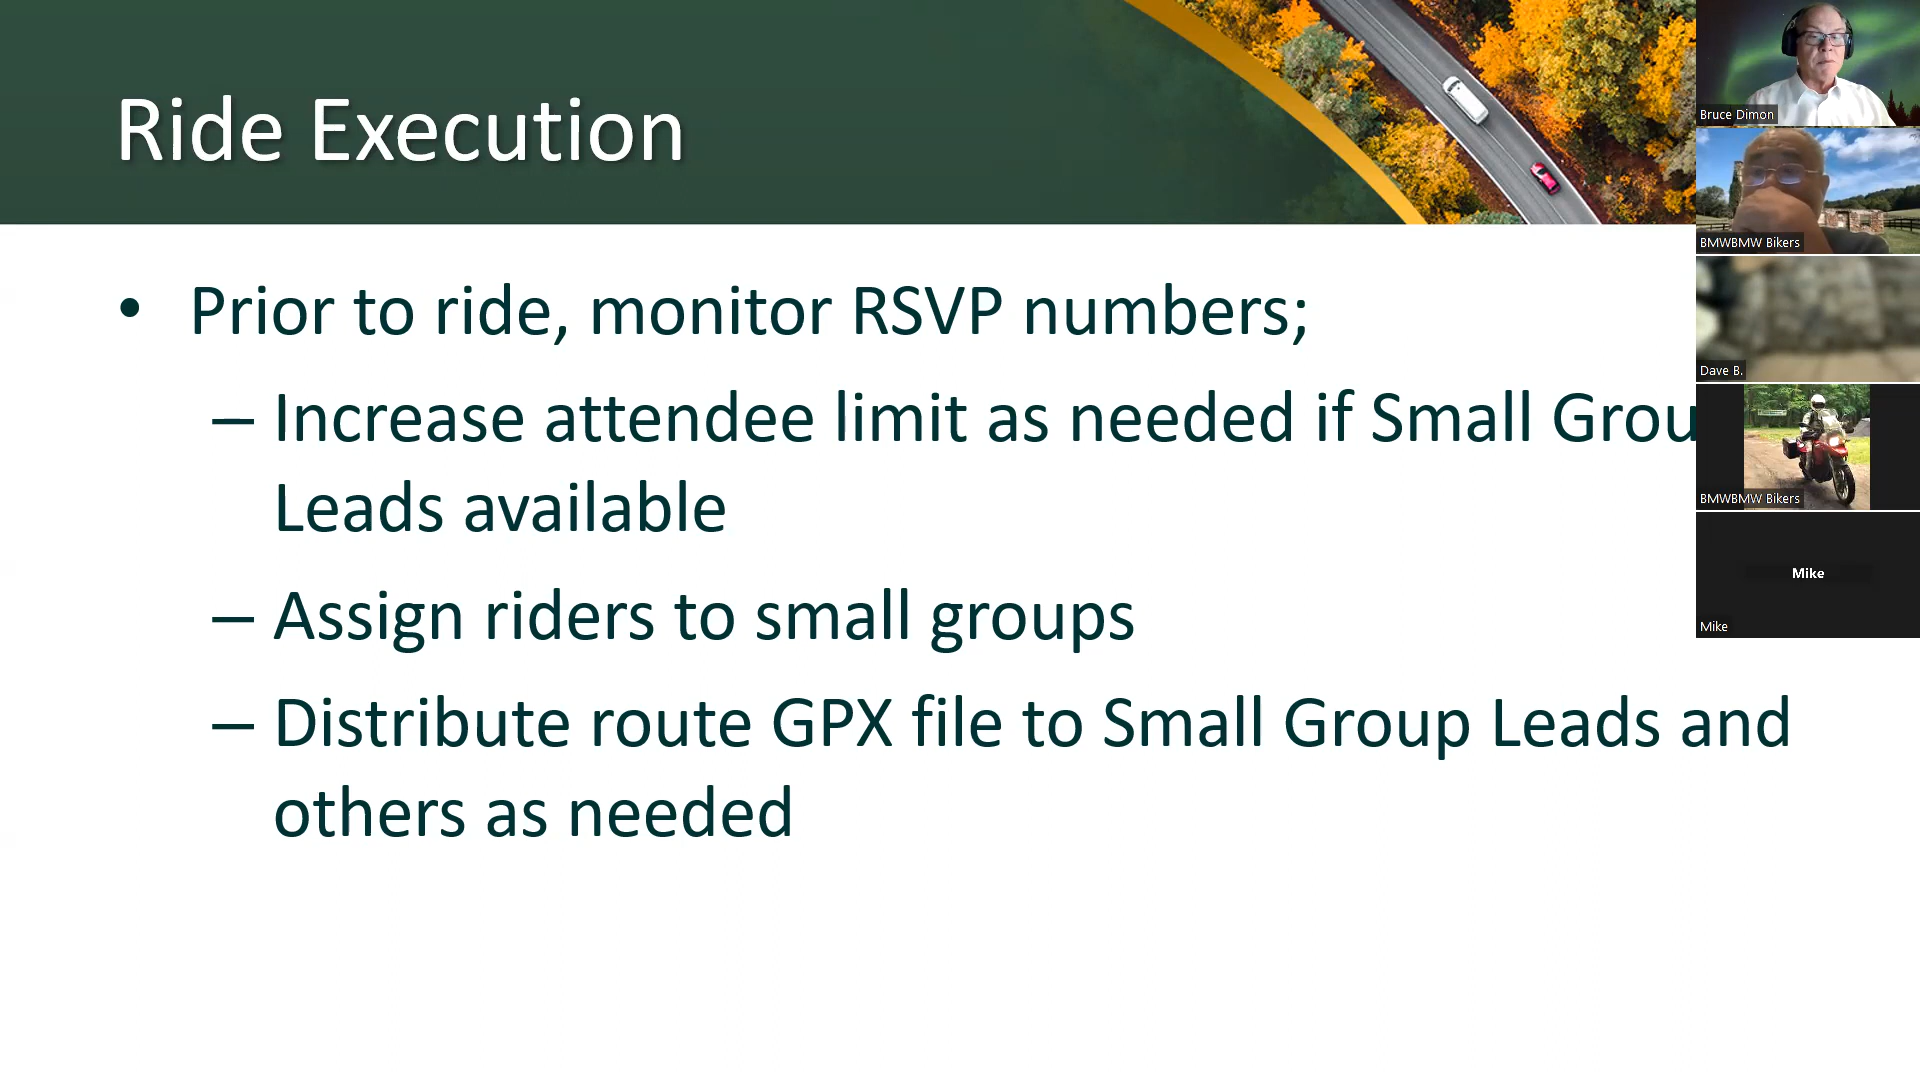 Ride Execution
• Prior to ride, monitor RSVP numbers;
– Increase attendee limit as needed if Small Grou
Leads available
– Assign riders to small groups
– Distribute route GPX file to Small Group Leads and
others as needed
Bruce Dimon
BMWBMW Bikers
Dave B.
BMWBMW Bikers
Mike
Mike